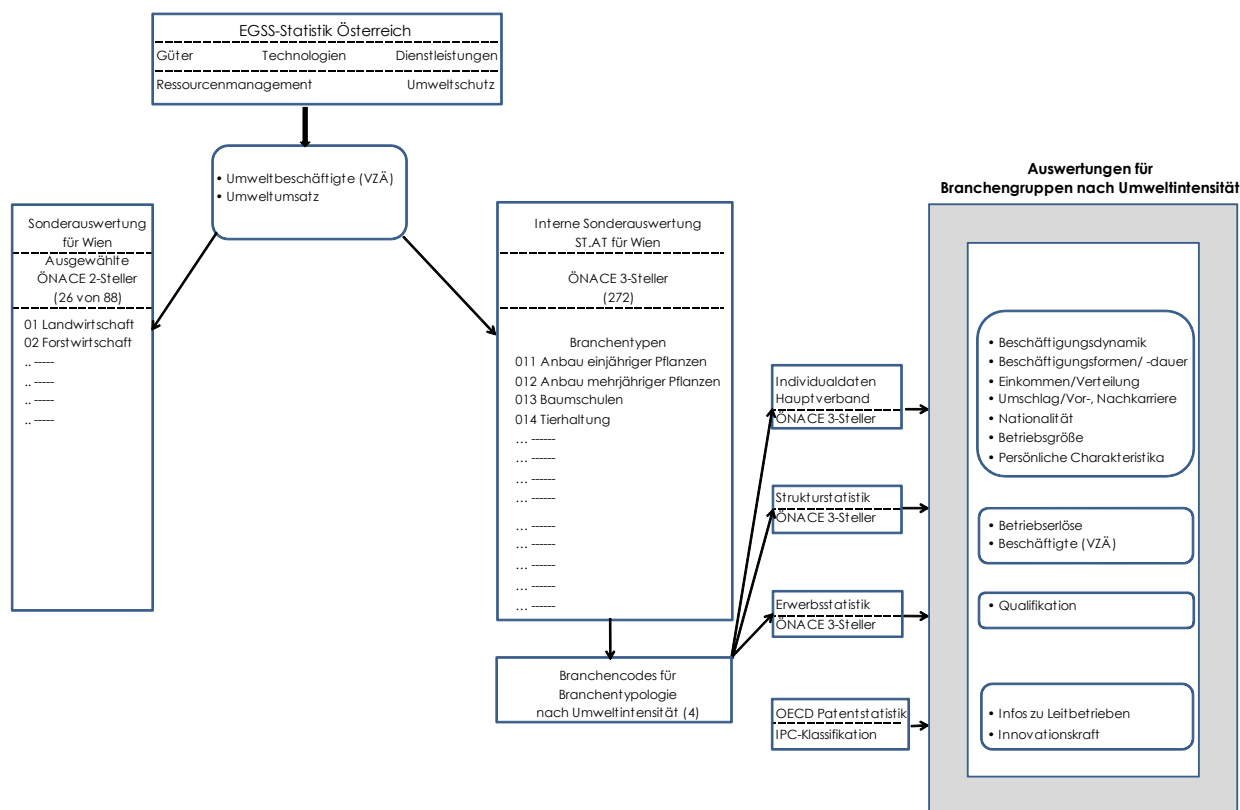 EGSS-Statistik Österreich
Güter Technologien Dienstleistungen
Ressourcenmanagement Umweltschutz
• Umweltbeschäftigte (VZÄ)
• Umweltumsatz
Sonderauswertung
für Wien
Ausgewählte
ÖNACE 2-Steller
(26 von 88)
01 Landwirtschaft
02 Forstwirtschaft
.. -----
.. -----
.. -----
.. -----
Interne Sonderauswertung
ST.AT für Wien
ÖNACE 3-Steller
(272)
Branchentypen
011 Anbau einjähriger Pflanzen
012 Anbau mehrjähriger Pflanzen
013 Baumschulen
014 Tierhaltung
... ------
... ------
... ------
... ------
... ------
... ------
... ------
... ------
... ------
Branchencodes für
Branchentypologie
nach Umweltintensität (4)
Individualdaten
Hauptverband
ÖNACE 3-Steller
Strukturstatistik
ÖNACE 3-Steller
Erwerbsstatistik
ÖNACE 3-Steller
OECD Patentstatistik
IPC-Klassifikation
Auswertungen für
Branchengruppen nach Umweltintensität
• Beschäftigungsdynamik
• Beschäftigungsformen/ -dauer
• Einkommen/Verteilung
• Umschlag/Vor-, Nachkarriere
• Nationalität
• Betriebsgröße
• Persönliche Charakteristika
• Betriebserlöse
• Beschäftigte (VZÄ)
• Qualifikation
• Infos zu Leitbetrieben
• Innovationskraft